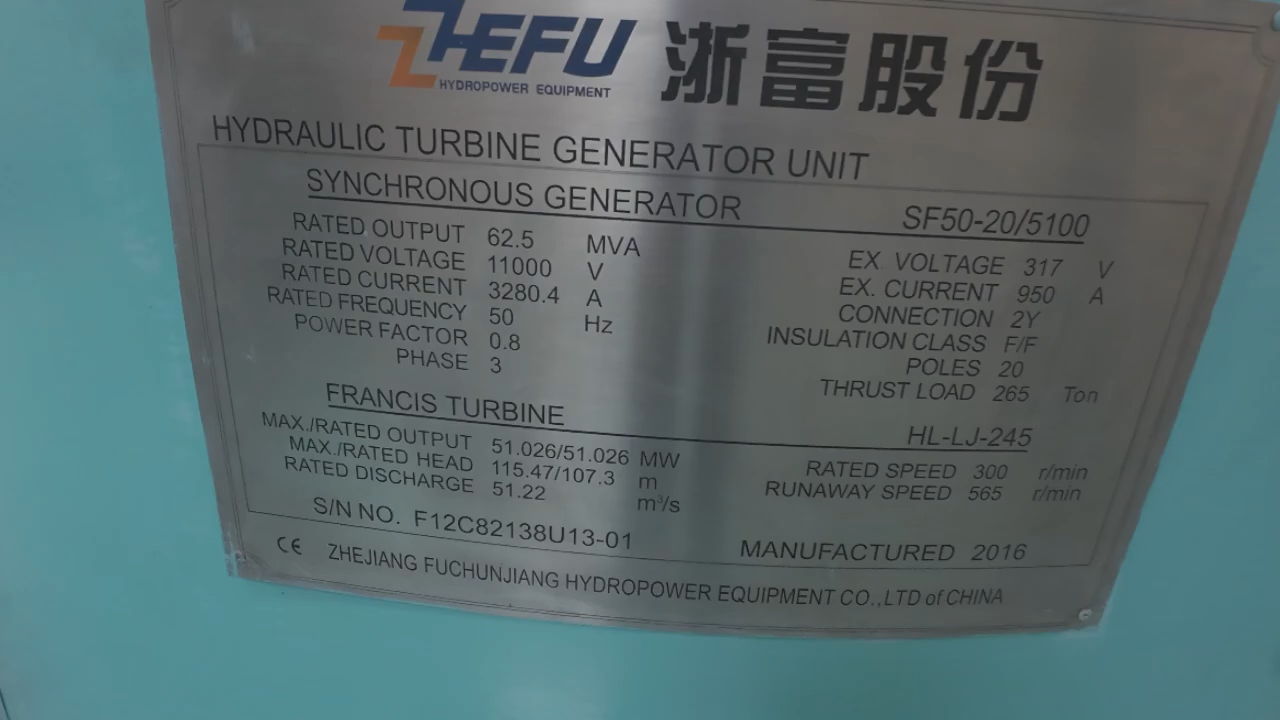 ZHEFU 浙富股份
HYDROPOWER EQUIPMENT
HYDRAULIC TURBINE GENERATOR UNIT
SYNCHRONOUS GENERATOR SF50-20/5100
RATED OUTPUT 62.5 MVA
RATED VOLTAGE 11000 V
RATED CURRENT 3280.4 A
RATED FREQUENCY 50 Hz
POWER FACTOR 0.8
PHASE 3
EX VOLTAGE 317 V
EX. CURRENT 950 A
CONNECTION 2Y
INSULATION CLASS F/F
POLES 20
THRUST LOAD 265 Ton
FRANCIS TURBINE HL-LJ-245
MAX./RATED OUTPUT 51.026/51.026 MW
MAX./RATED HEAD 115.47/107.3 m
RATED DISCHARGE 51.22 m³/s
RATED SPEED 300 r/min
RUNAWAY SPEED 565 r/min
S/N NO. F12C82138U13-01 MANUFACTURED 2016
CE ZHEJIANG FUCHUNJIANG HYDROPOWER EQUIPMENT CO.,LTD of CHINA